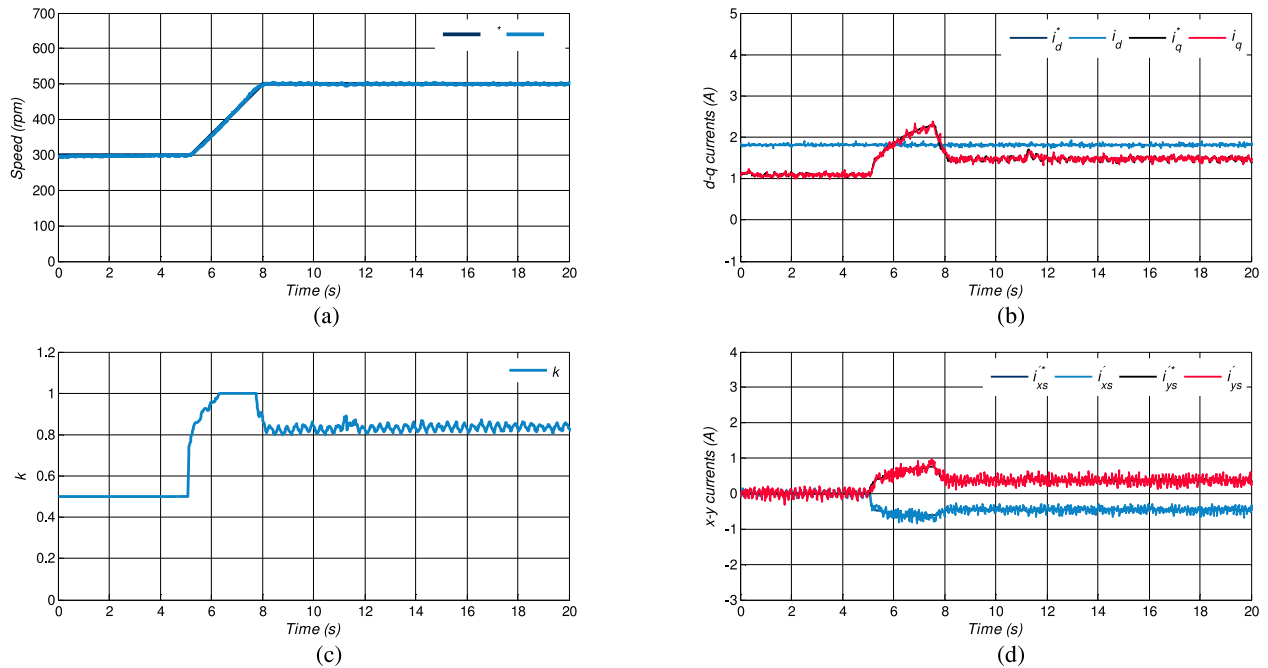 700
600
500
400
300
200
100
0
Speed (rpm)
*
0 2 4 6 8 10 12 14 16 18 20
Time (s)
(a)
5
4
3
2
1
0
-1
d-q currents (A)
i*d id i*q iq
0 2 4 6 8 10 12 14 16 18 20
Time (s)
(b)
1.2
1
0.8
0.6
0.4
0.2
0
k
k
0 2 4 6 8 10 12 14 16 18 20
Time (s)
(c)
4
3
2
1
0
-1
-2
-3
x-y currents (A)
i´*xs i´xs i´*ys i´ys
0 2 4 6 8 10 12 14 16 18 20
Time (s)
(d)